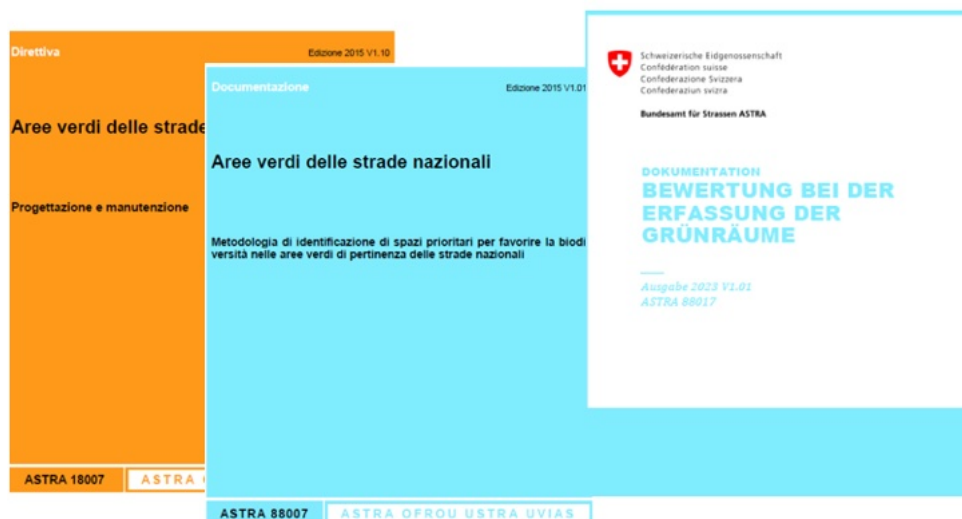 Direttiva
Edizione 2015 V1.10
Aree verdi delle strade
Progettazione e manutenzione
ASTRA 18007
ASTRA
Documentazione
Edizione 2015 V1.01
Aree verdi delle strade nazionali
Metodologia di identificazione di spazi prioritari per favorire la biodi
versità nelle aree verdi di pertinenza delle strade nazionali
ASTRA 88007
ASTRA OFROU USTRA UVIAS
Schweizerische Eidgenossenschaft
Confédération suisse
Confederazione Svizzera
Confederaziun svizra
Bundesamt für Strassen ASTRA
DOKUMENTATION
BEWERTUNG BEI DER
ERFASSUNG DER
GRÜNRÄUME
Ausgabe 2023 V1.01
ASTRA 88017